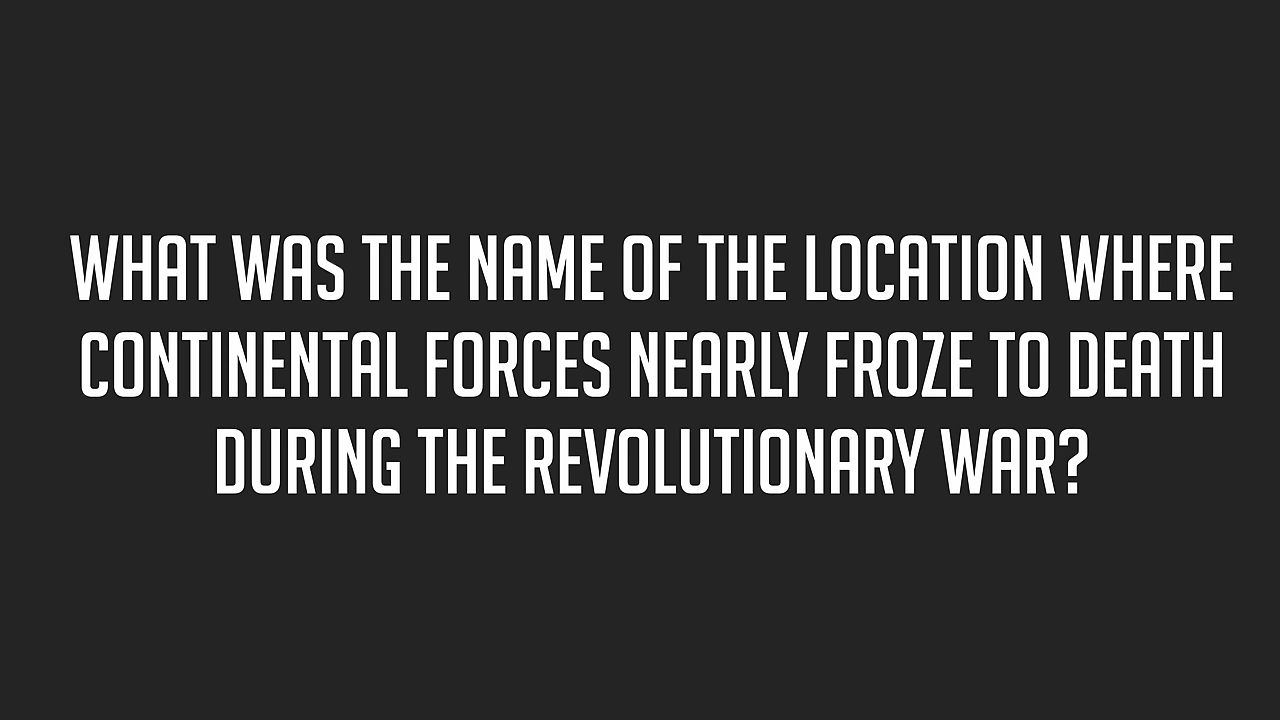 WHAT WAS THE NAME OF THE LOCATION WHERE
CONTINENTAL FORCES NEARLY FROZE TO DEATH
DURING THE REVOLUTIONARY WAR?